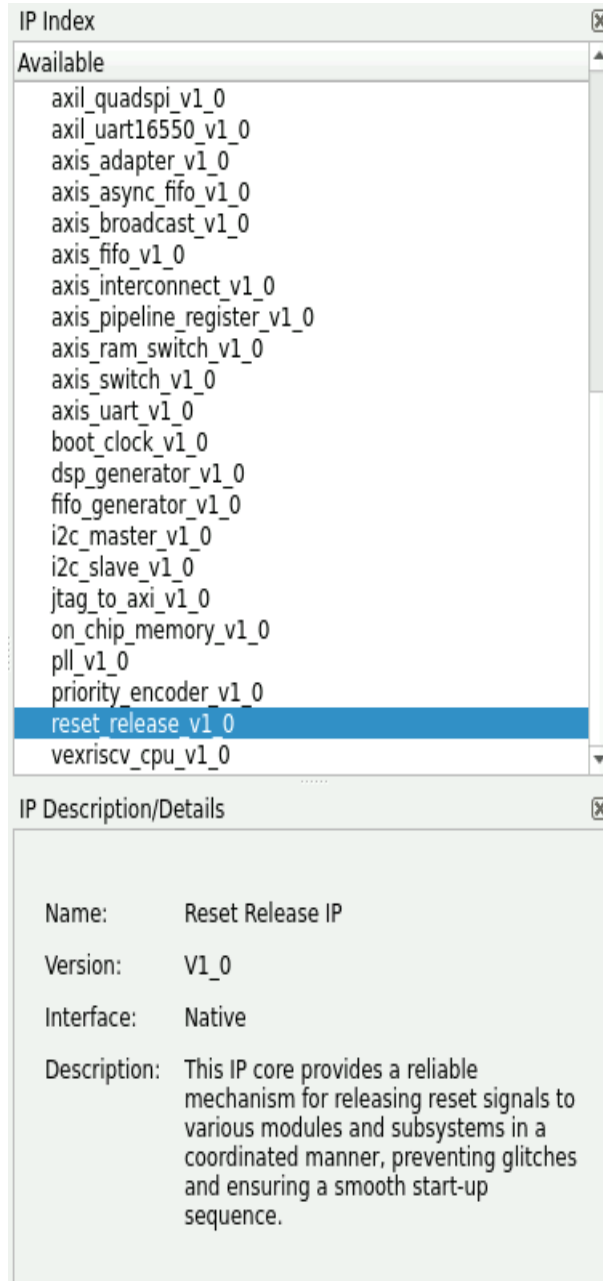 IP Index
Available
axil_quadspi_v1_0
axil_uart16550_v1_0
axis_adapter_v1_0
axis_async_fifo_v1_0
axis_broadcast_v1_0
axis_fifo_v1_0
axis_interconnect_v1_0
axis_pipeline_register_v1_0
axis_ram_switch_v1_0
axis_switch_v1_0
axis_uart_v1_0
boot_clock_v1_0
dsp_generator_v1_0
fifo_generator_v1_0
i2c_master_v1_0
i2c_slave_v1_0
jtag_to_axi_v1_0
on_chip_memory_v1_0
pll_v1_0
priority_encoder_v1_0
reset_release_v1_0
vexriscv_cpu_v1_0
IP Description/Details
Name: Reset Release IP
Version: V1_0
Interface: Native
Description: This IP core provides a reliable
mechanism for releasing reset signals to
various modules and subsystems in a
coordinated manner, preventing glitches
and ensuring a smooth start-up
sequence.